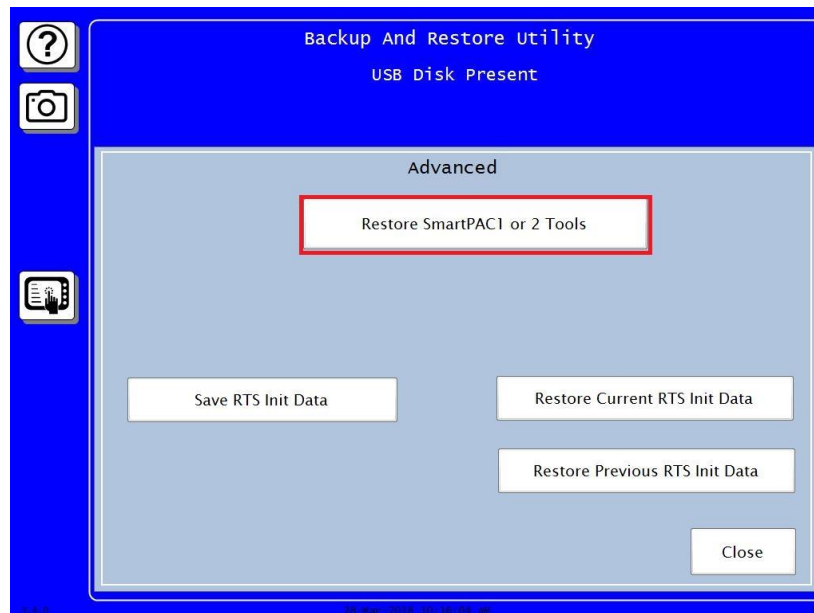 ?
Backup And Restore Utility
USB Disk Present
Advanced
Restore SmartPAC1 or 2 Tools
Save RTS Init Data
Restore Current RTS Init Data
Restore Previous RTS Init Data
Close